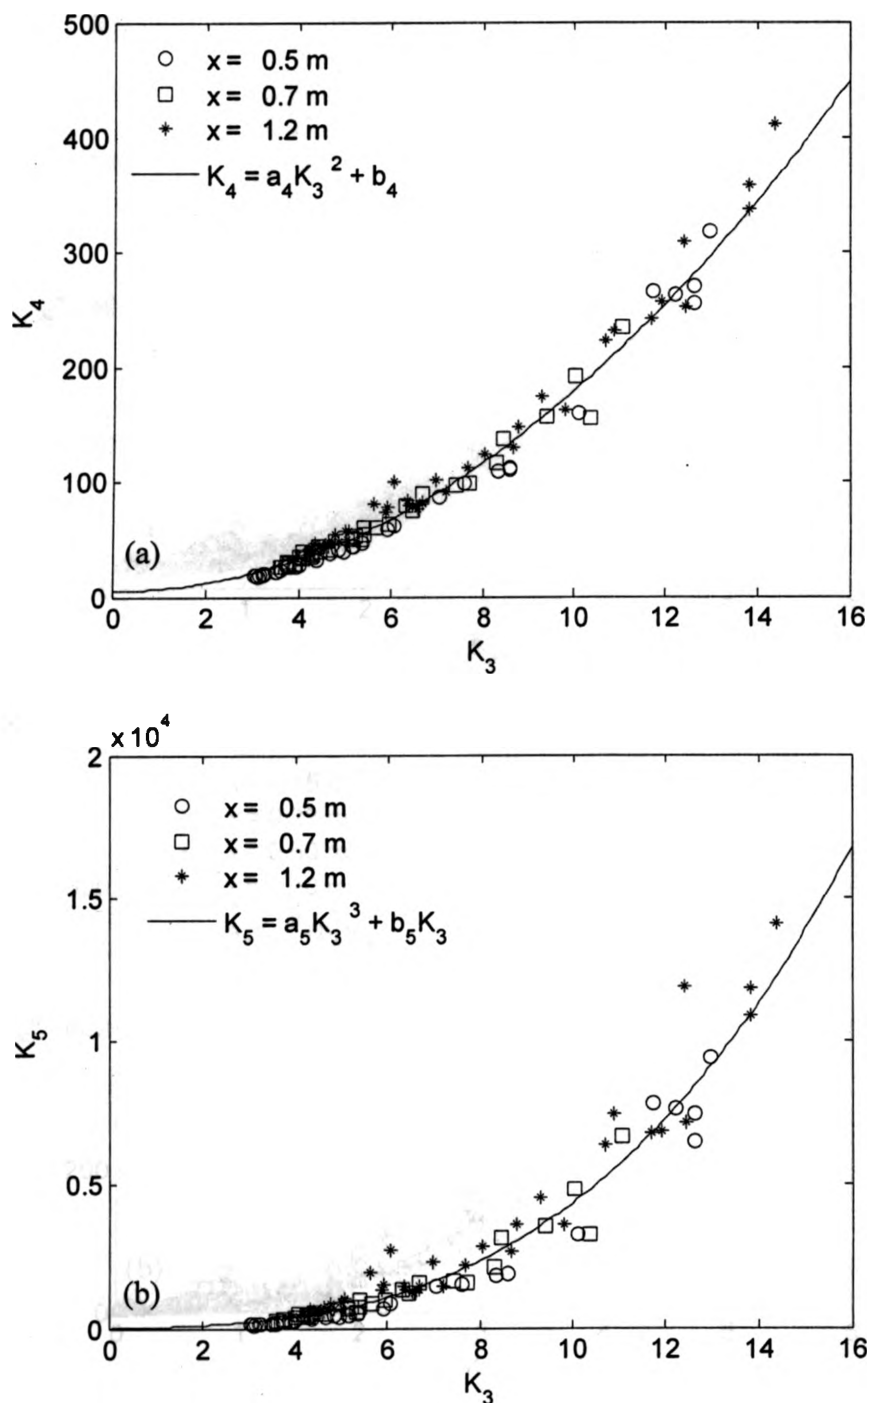 500
400
300
200
100
0
K4
x = 0.5 m
x = 0.7 m
x = 1.2 m
K4 = a4K3^2 + b4
(a)
0 2 4 6 8 10 12 14 16
K3
x 10^4
2
1.5
1
0.5
0
K5
x = 0.5 m
x = 0.7 m
x = 1.2 m
K5 = a5K3^3 + b5K3
(b)
0 2 4 6 8 10 12 14 16
K3